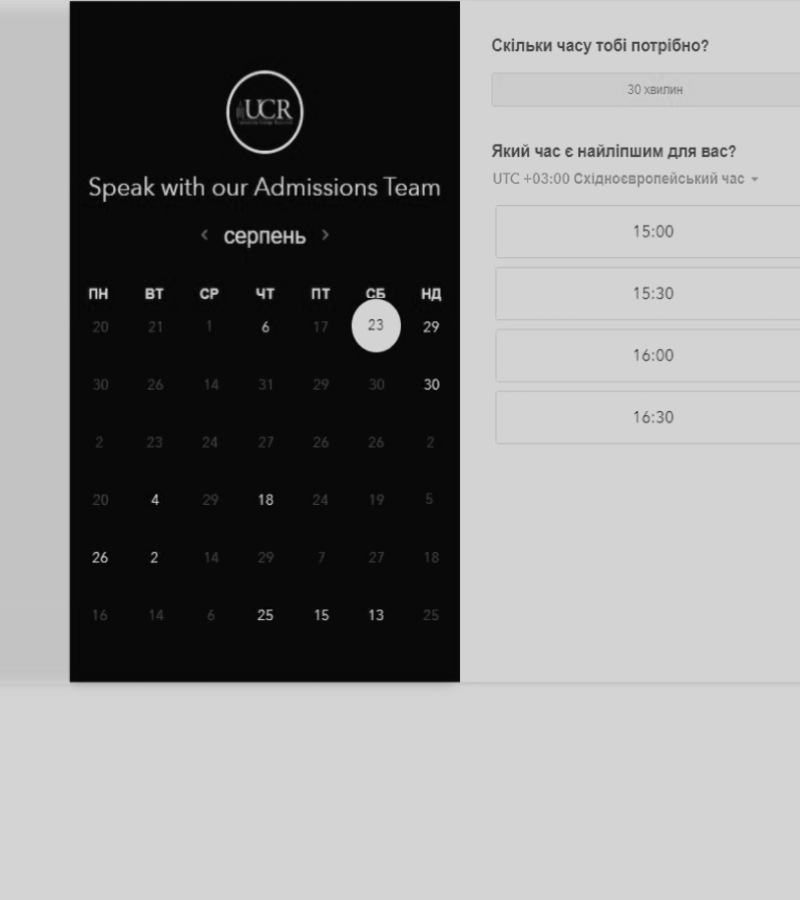 UCR
Speak with our Admissions Team
серпень
ПН ВТ СР ЧТ ПТ СБ НД
20 21 1 6 17 23 29
30 26 14 31 29 30 30
2 23 24 27 26 26 2
20 4 29 18 24 19 5
26 2 14 29 7 27 18
16 14 6 25 15 13 25
Скільки часу тобі потрібно?
30 хвилин
Який час є найліпшим для вас?
UTC +03:00 Східноєвропейський час
15:00
15:30
16:00
16:30